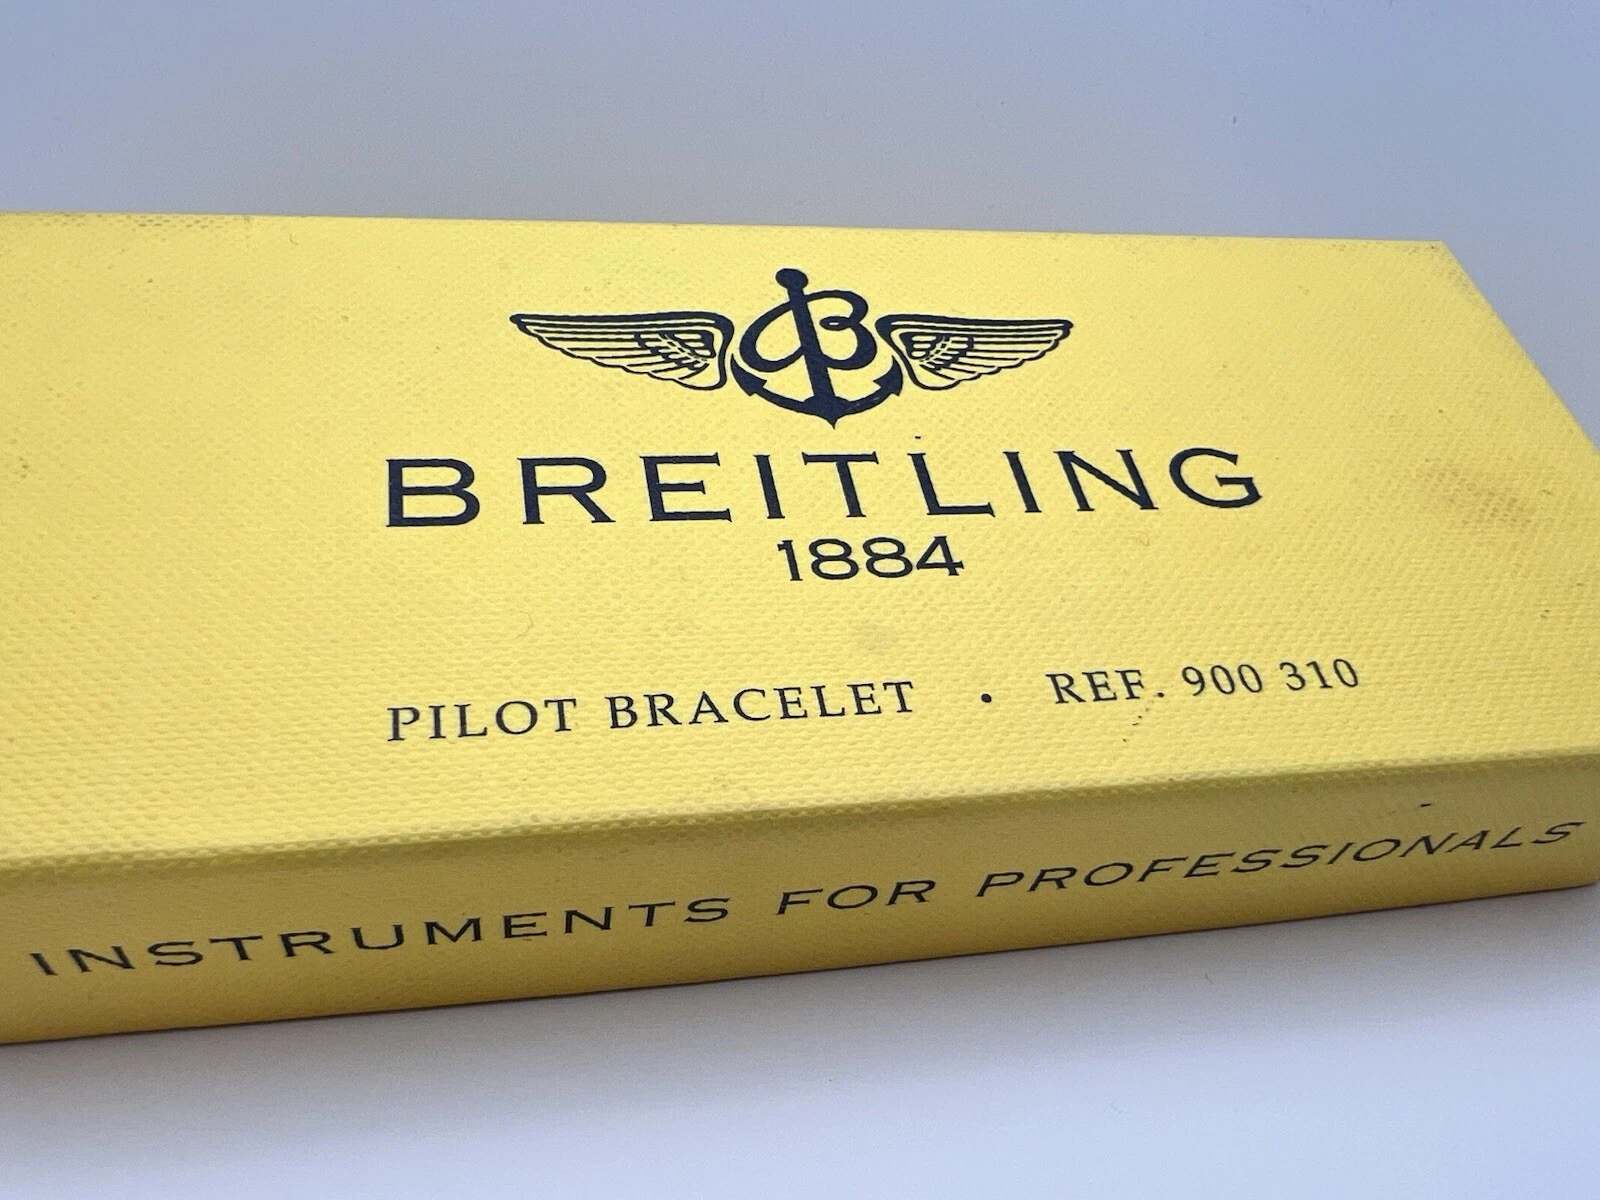 B
BREITLING
1884
PILOT BRACELET • REF. 900 310
INSTRUMENTS FOR PROFESSIONALS